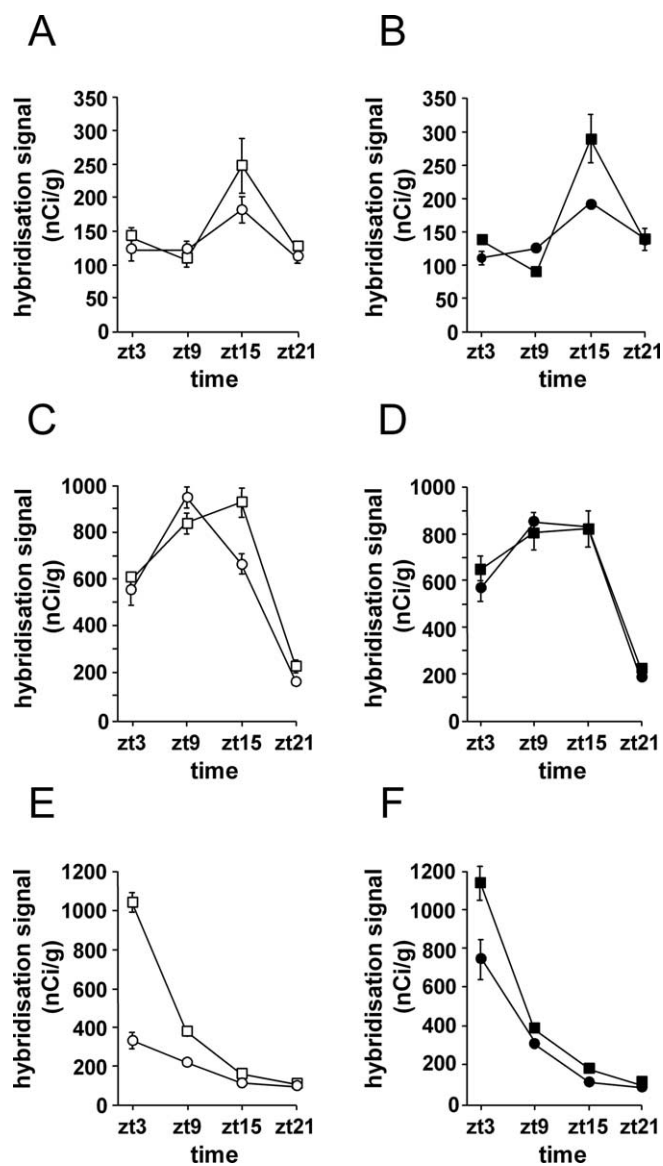 A
B
hybridisation signal
(nCi/g)
350
300
250
200
150
100
50
0
zt3 zt9 zt15 zt21
time
hybridisation signal
(nCi/g)
350
300
250
200
150
100
50
0
zt3 zt9 zt15 zt21
time
C
D
hybridisation signal
(nCi/g)
1000
800
600
400
200
0
zt3 zt9 zt15 zt21
time
hybridisation signal
(nCi/g)
1000
800
600
400
200
0
zt3 zt9 zt15 zt21
time
E
F
hybridisation signal
(nCi/g)
1200
1000
800
600
400
200
0
zt3 zt9 zt15 zt21
time
hybridisation signal
(nCi/g)
1200
1000
800
600
400
200
0
zt3 zt9 zt15 zt21
time